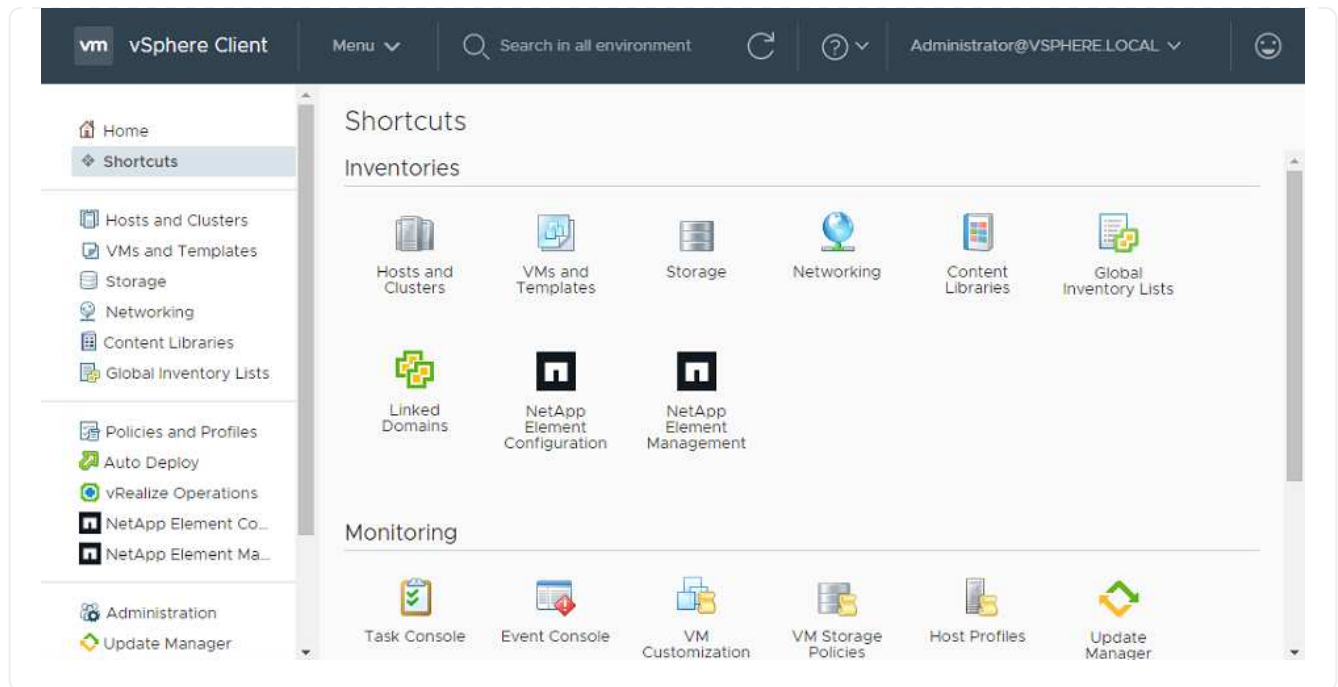 vm vSphere Client Menu Search in all environment Administrator@VSPHERE.LOCAL
Home
Shortcuts
Hosts and Clusters
VMs and Templates
Storage
Networking
Content Libraries
Global Inventory Lists
Policies and Profiles
Auto Deploy
vRealize Operations
NetApp Element Co...
NetApp Element Ma...
Administration
Update Manager
Shortcuts
Inventories
Hosts and
Clusters
VMs and
Templates
Storage
Networking
Content
Libraries
Global
Inventory Lists
Linked
Domains
NetApp
Element
Configuration
NetApp
Element
Management
Monitoring
Task Console
Event Console
VM
Customization
VM Storage
Policies
Host Profiles
Update
Manager